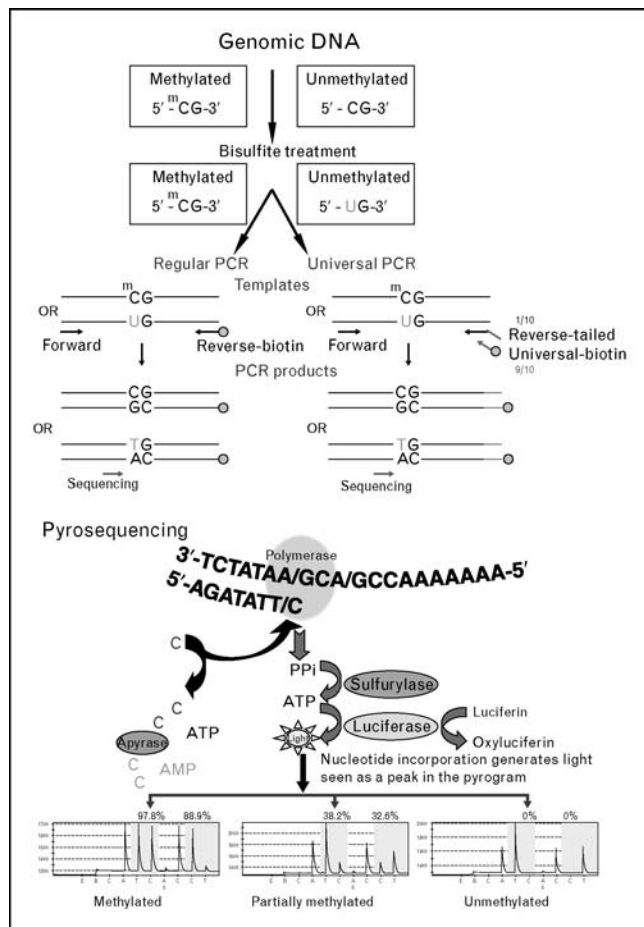 Genomic DNA
Methylated
m
5′ - CG-3′
Unmethylated
5′ - CG-3′
Bisulfite treatment
Methylated
m
5′ - CG-3′
Unmethylated
5′ - UG-3′
Regular PCR
Universal PCR
Templates
m
CG
OR
UG
Forward
Reverse-biotin
m
CG
OR
UG
Forward
1/10
Reverse-tailed
Universal-biotin
9/10
PCR products
CG
GC
OR
TG
AC
Sequencing
CG
GC
OR
TG
AC
Sequencing
Pyrosequencing
Polymerase
3′-TCTATAA/GCA/GCCAAAAAAA-5′
5′-AGATATT/C
C
PPi
Sulfurylase
ATP
Luciferase
Luciferin
Oxyluciferin
Light
C
C
ATP
Apyrase
C
C
AMP
Nucleotide incorporation generates light
seen as a peak in the pyrogram
97.8% 88.9%
38.2% 32.6%
0% 0%
E B C A T C A C C T
E B C A T C A C C T
E B C A T C A C C T
Methylated
Partially methylated
Unmethylated